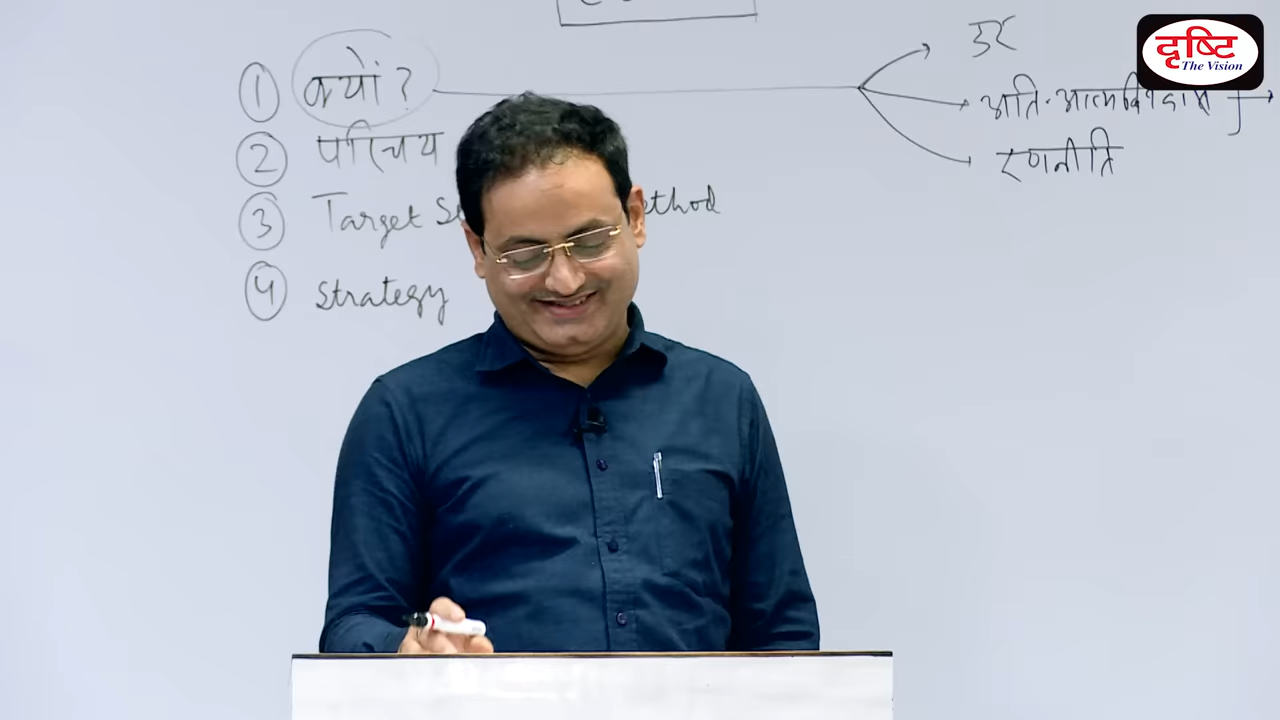 ① क्यों ?
डर
अति-आत्मविश्वास
रणनीति
② परिचय
③ Target
④ Strategy
दृष्टि
The Vision